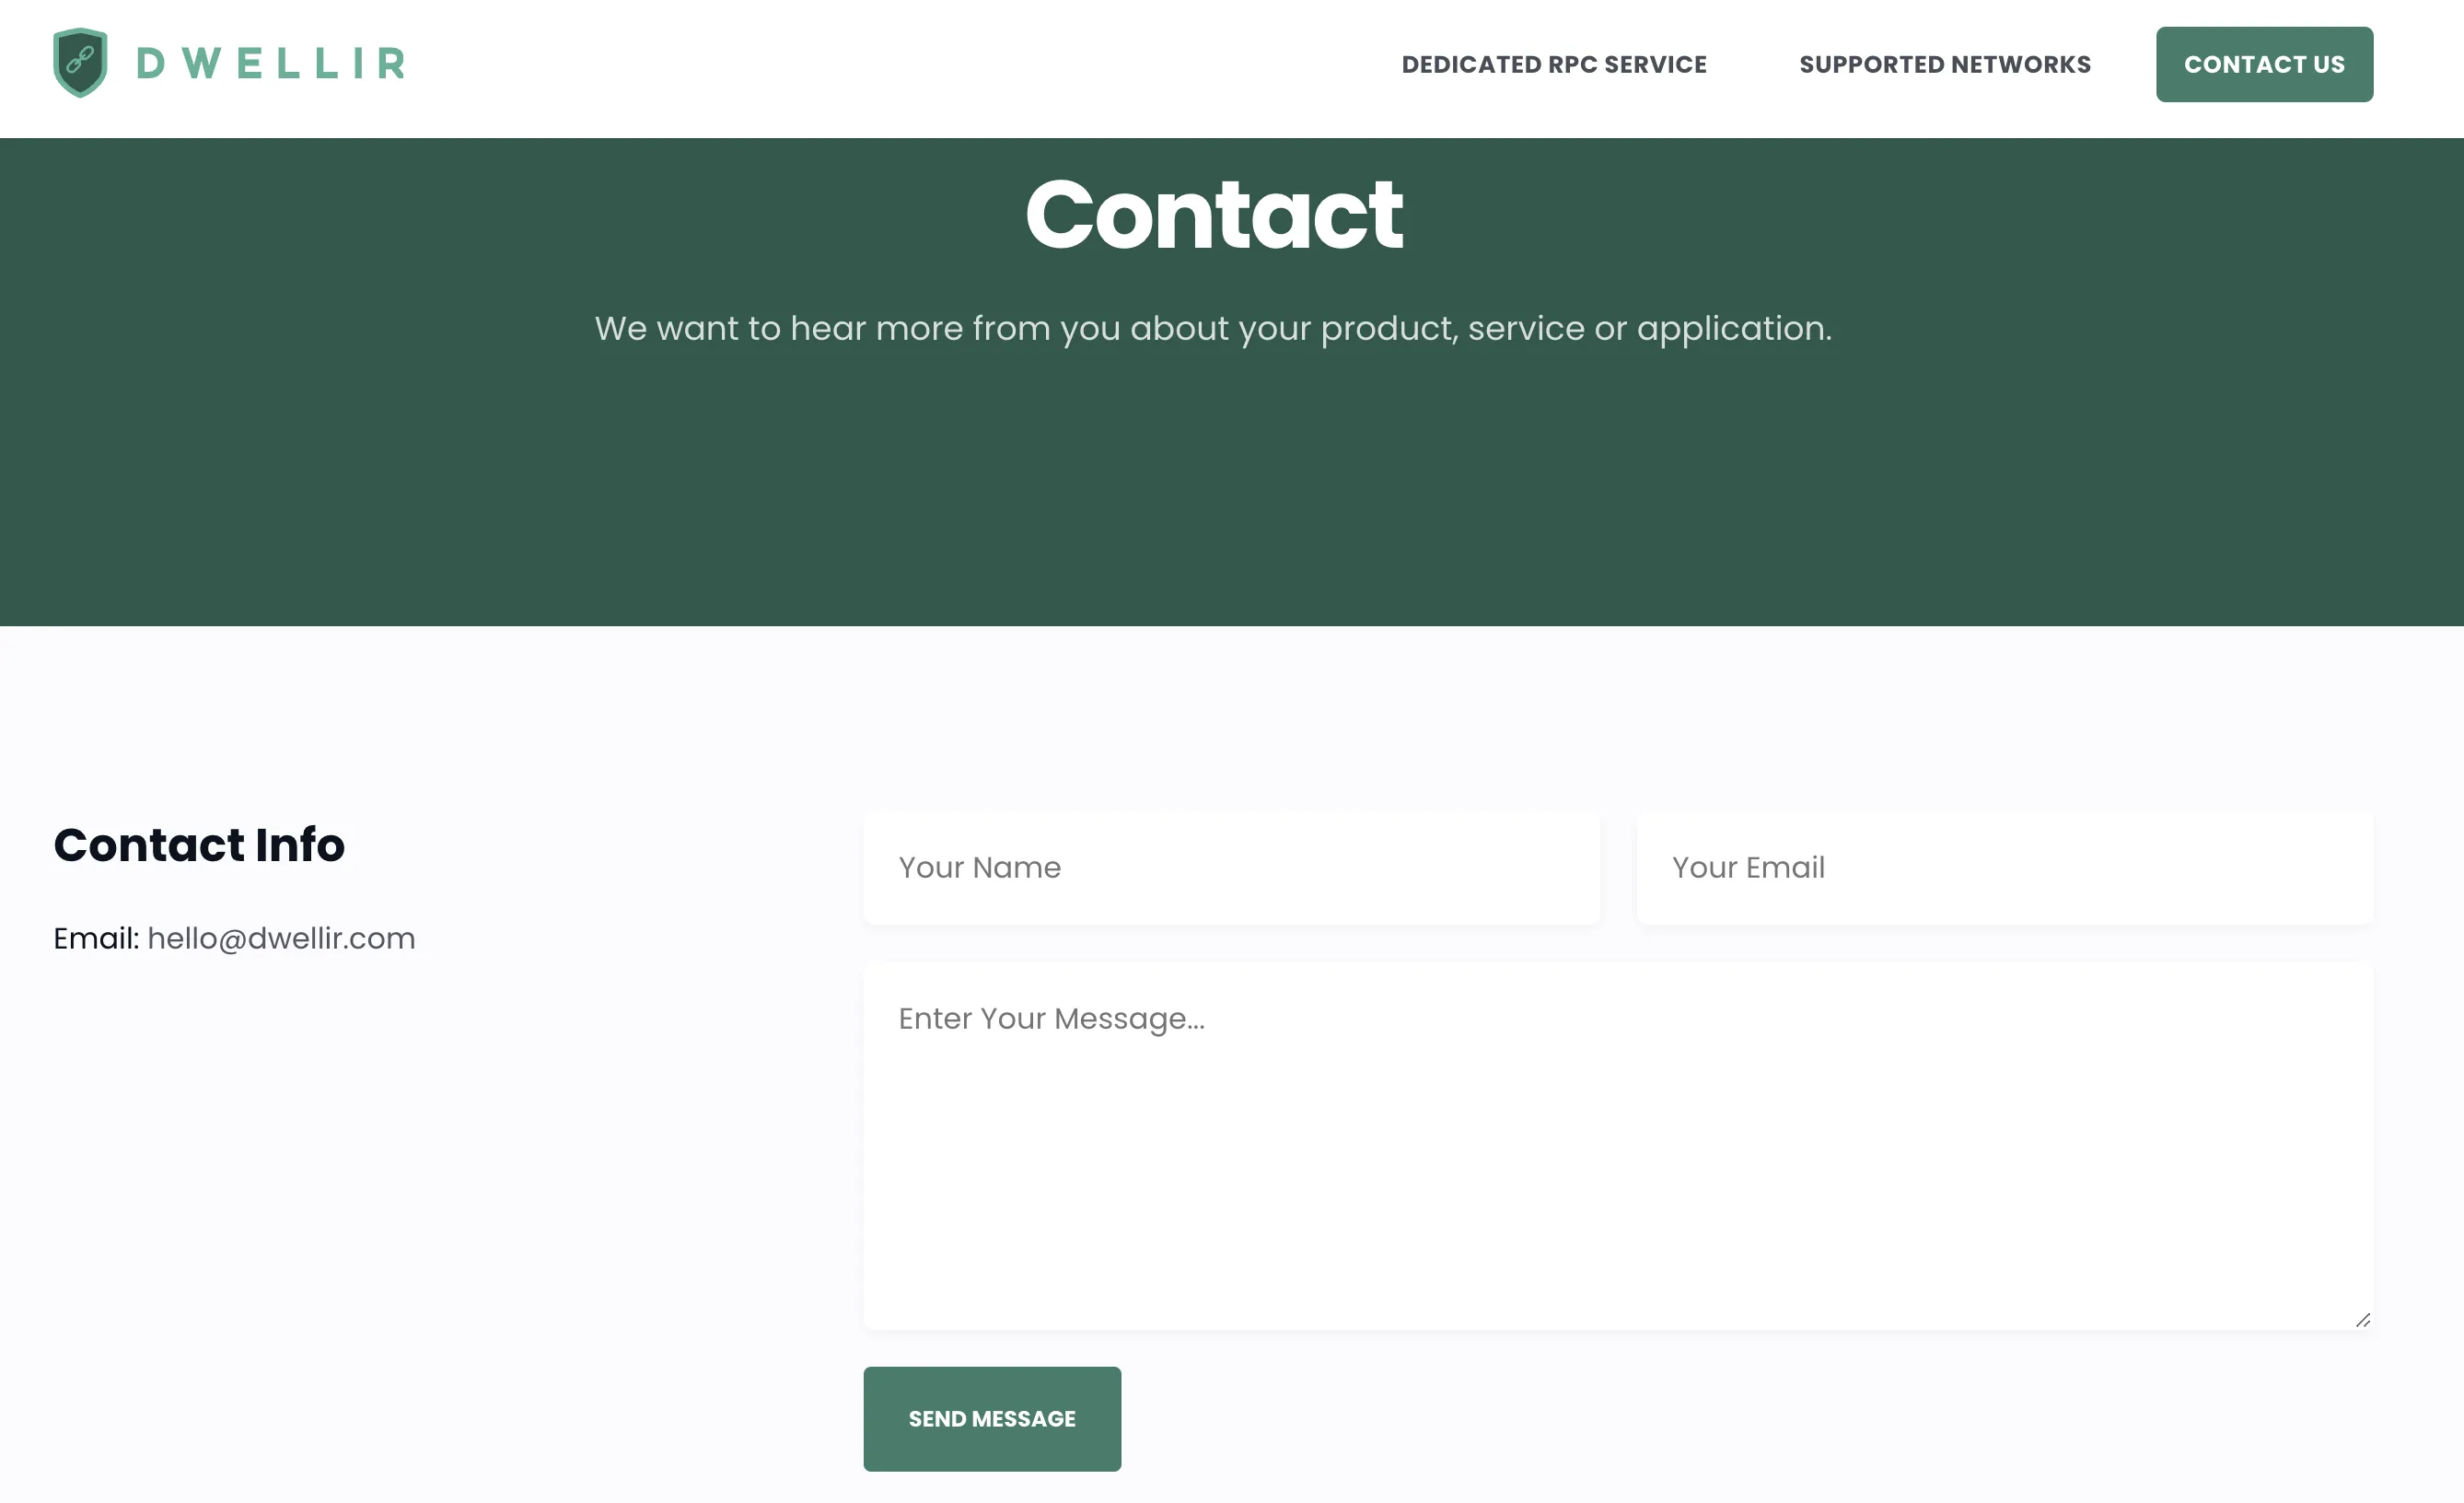 DWELLIR
DEDICATED RPC SERVICE
SUPPORTED NETWORKS
CONTACT US
Contact
We want to hear more from you about your product, service or application.
Contact Info
Email: hello@dwellir.com
Your Name
Your Email
Enter Your Message...
SEND MESSAGE